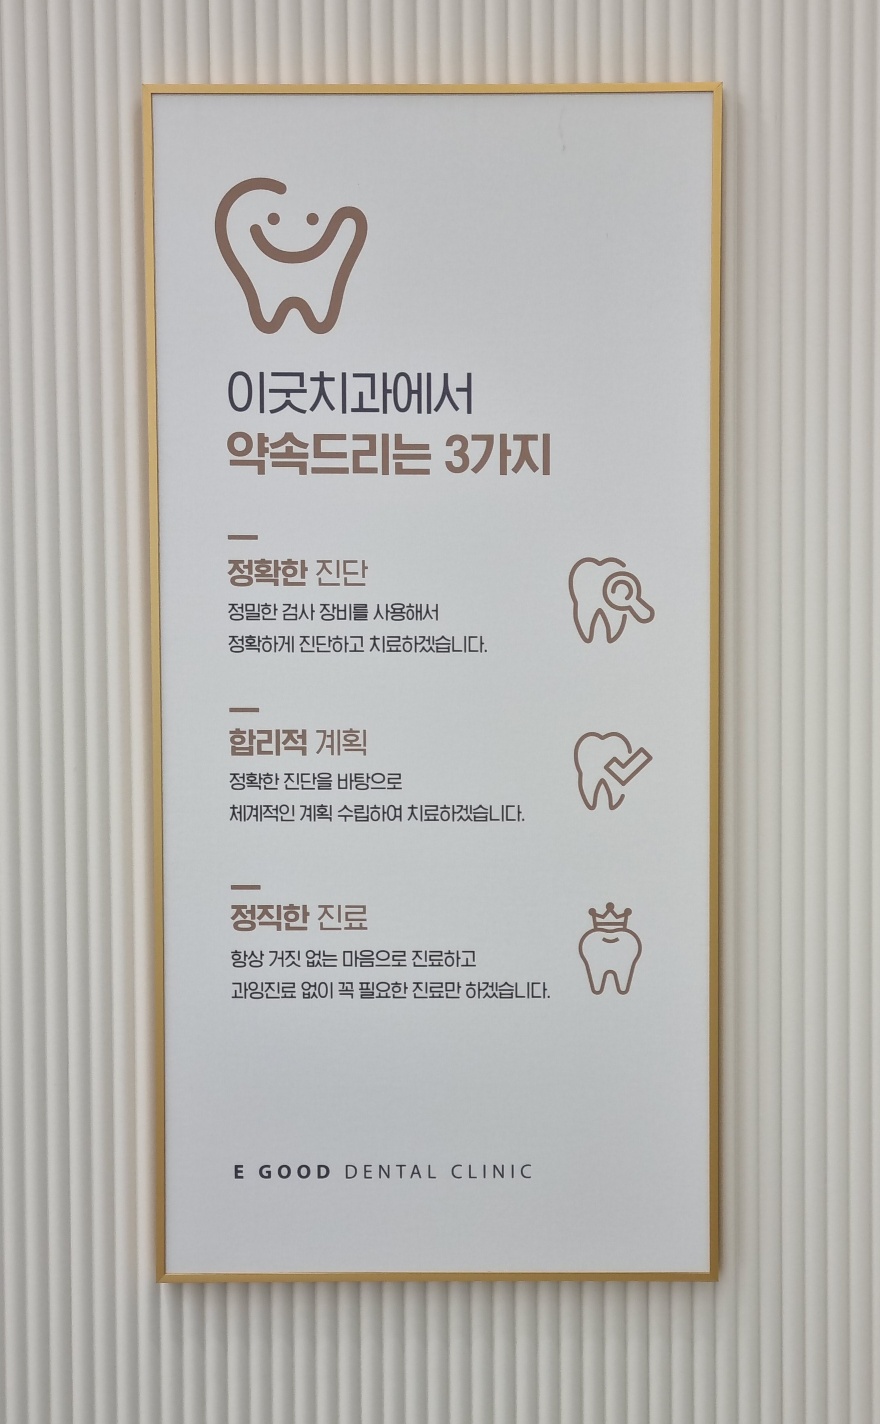 이굿치과에서
약속드리는 3가지
정확한 진단
정밀한 검사 장비를 사용해서
정확하게 진단하고 치료하겠습니다.
합리적 계획
정확한 진단을 바탕으로
체계적인 계획 수립하여 치료하겠습니다.
정직한 진료
항상 거짓 없는 마음으로 진료하고
과잉진료 없이 꼭 필요한 진료만 하겠습니다.
E GOOD DENTAL CLINIC